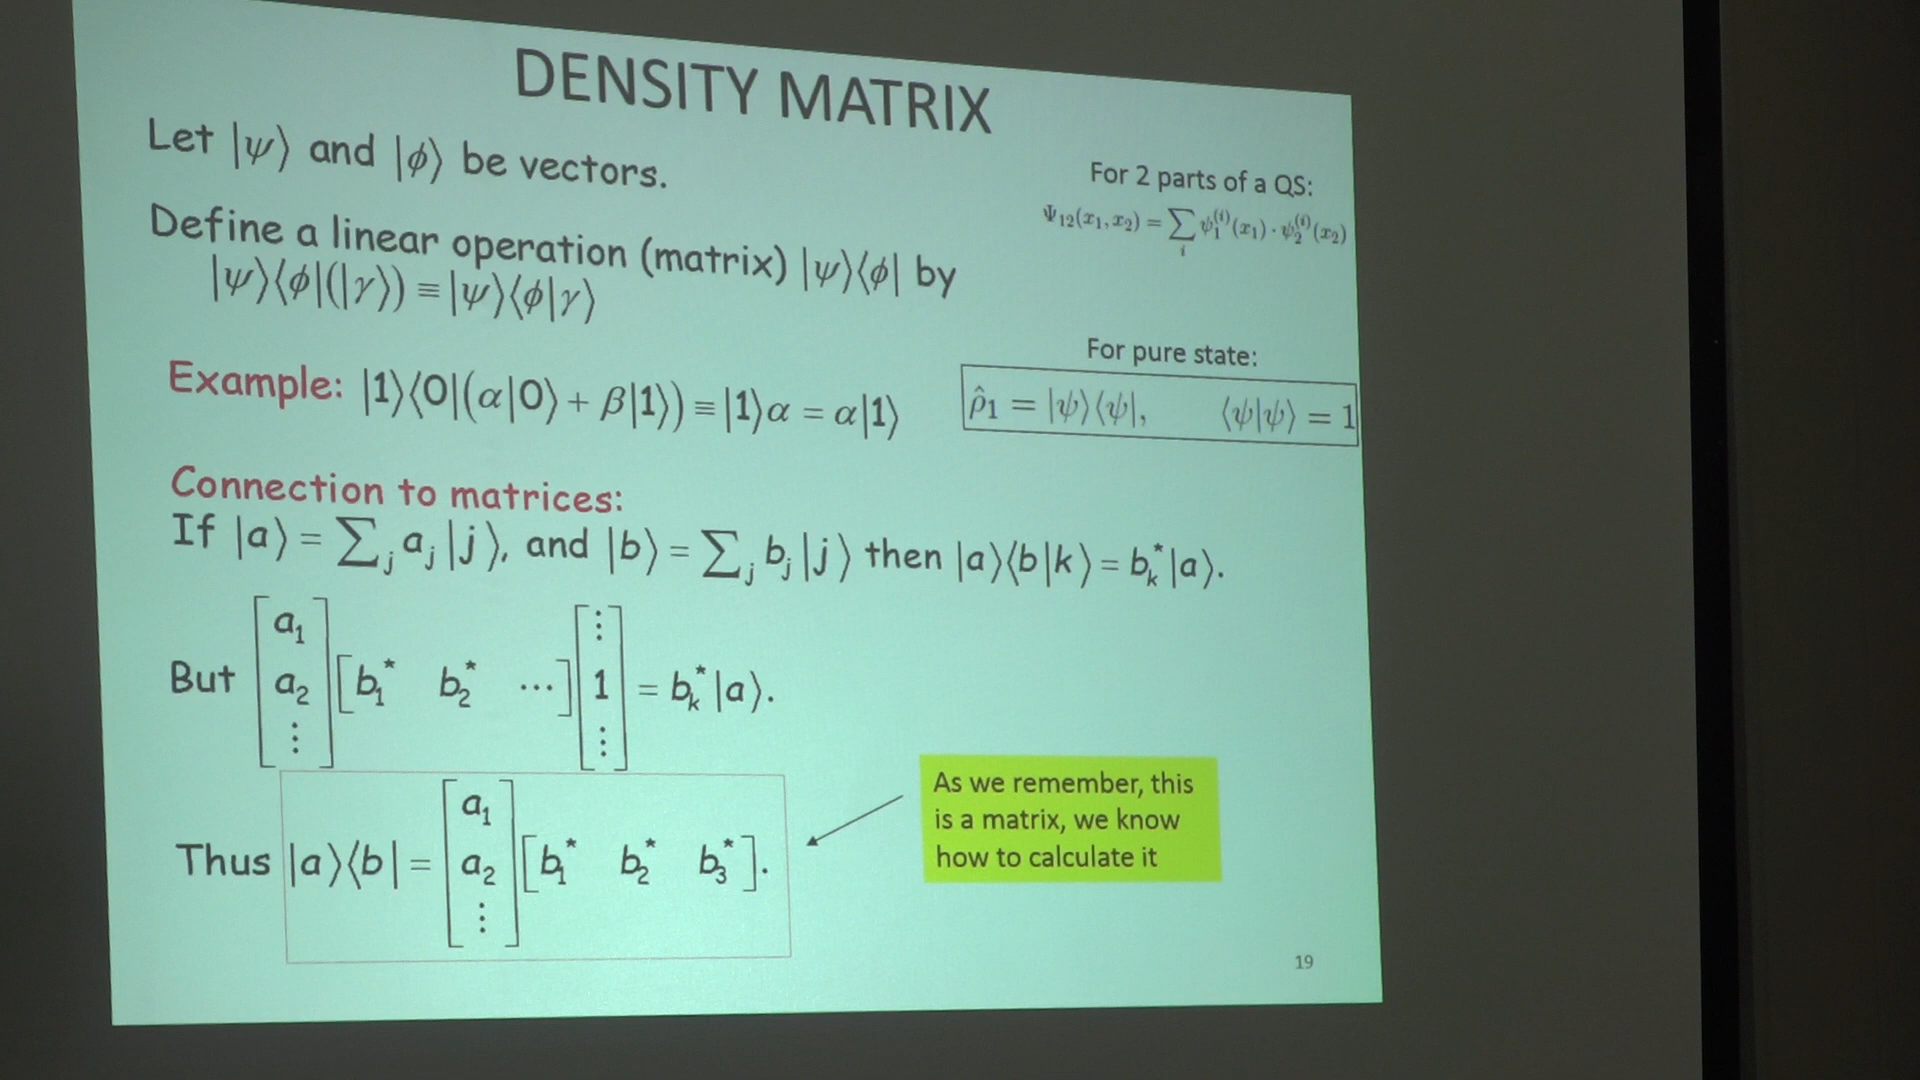 DENSITY MATRIX
Let |ψ⟩ and |ϕ⟩ be vectors.
For 2 parts of a QS:
Ψ₁₂(x₁, x₂) = ∑ᵢ ψ₁⁽ⁱ⁾(x₁) · ψ₂⁽ⁱ⁾(x₂)
Define a linear operation (matrix) |ψ⟩⟨ϕ| by
|ψ⟩⟨ϕ|(|γ⟩) ≡ |ψ⟩⟨ϕ|γ⟩
For pure state:
ρ̂₁ = |ψ⟩⟨ψ|, ⟨ψ|ψ⟩ = 1
Example: |1⟩⟨0|(α|0⟩ + β|1⟩) ≡ |1⟩α = α|1⟩
Connection to matrices:
If |a⟩ = ∑ⱼ aⱼ|j⟩, and |b⟩ = ∑ⱼ bⱼ|j⟩ then |a⟩⟨b|k⟩ = bₖ*|a⟩.
But [a₁ a₂ ⋮] [b₁* b₂* ⋯] [⋮ 1 ⋮] = bₖ*|a⟩.
Thus |a⟩⟨b| = [a₁ a₂ ⋮] [b₁* b₂* b₃*].
As we remember, this
is a matrix, we know
how to calculate it
19